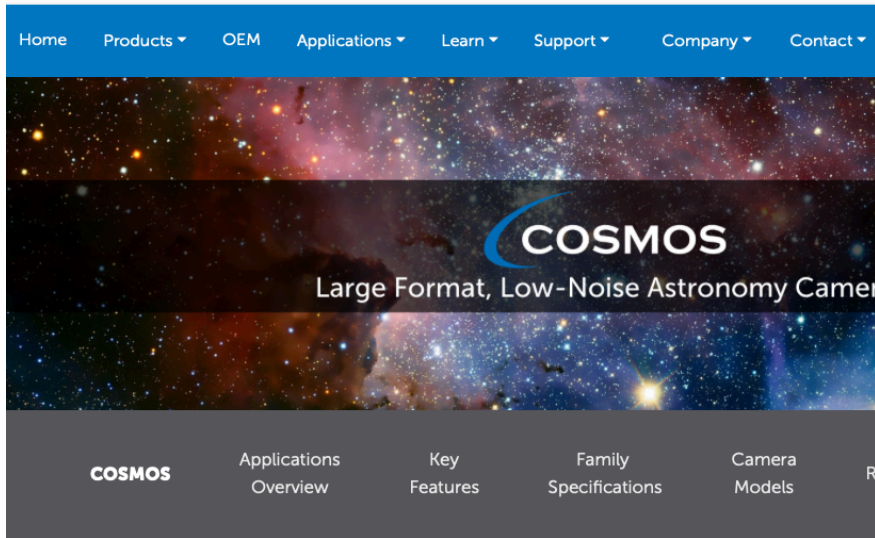 Home Products OEM Applications Learn Support Company Contact
COSMOS
Large Format, Low-Noise Astronomy
COSMOS
Applications Overview
Key Features
Family Specifications
Camera Models